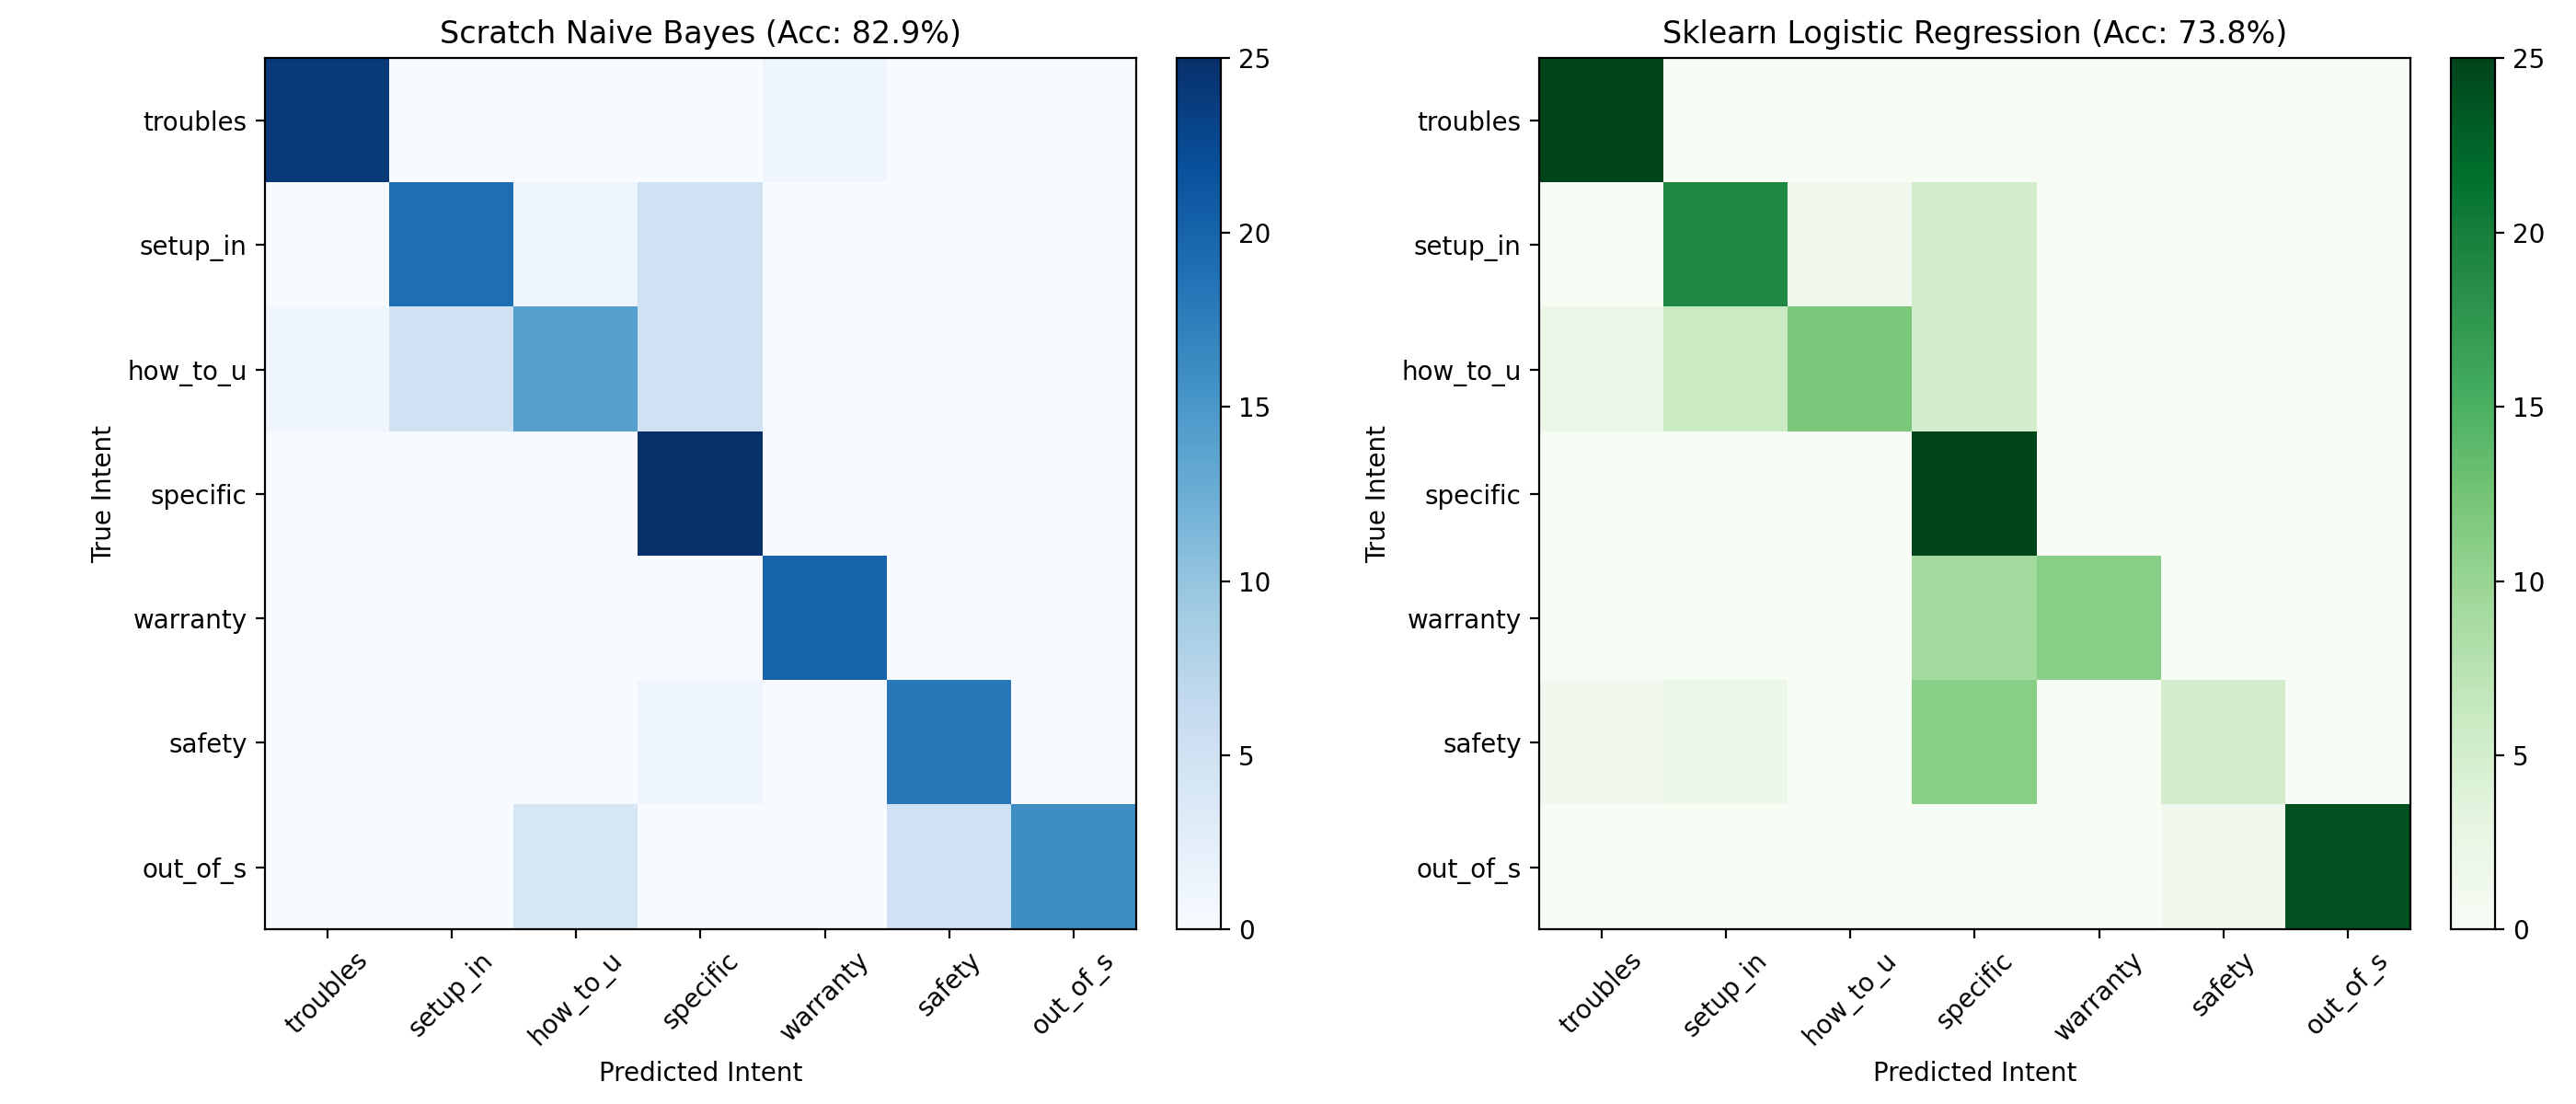 Scratch Naive Bayes (Acc: 82.9%)
True Intent
troubles
setup_in
how_to_u
specific
warranty
safety
out_of_s
troubles
setup_in
how_to_u
specific
warranty
safety
out_of_s
Predicted Intent
25
20
15
10
5
0
Sklearn Logistic Regression (Acc: 73.8%)
True Intent
troubles
setup_in
how_to_u
specific
warranty
safety
out_of_s
troubles
setup_in
how_to_u
specific
warranty
safety
out_of_s
Predicted Intent
25
20
15
10
5
0